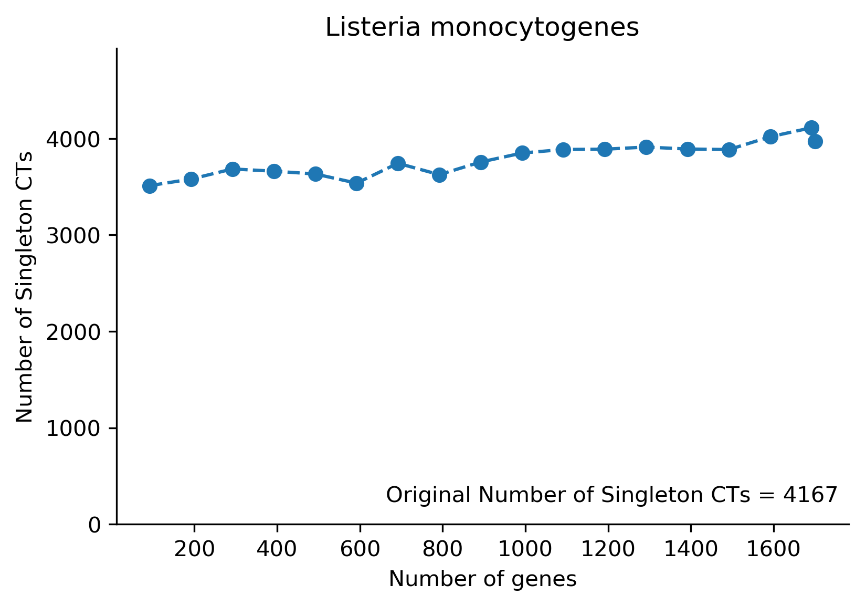 Listeria monocytogenes
Number of Singleton CTs
4000
3000
2000
1000
0
Original Number of Singleton CTs = 4167
200 400 600 800 1000 1200 1400 1600
Number of genes